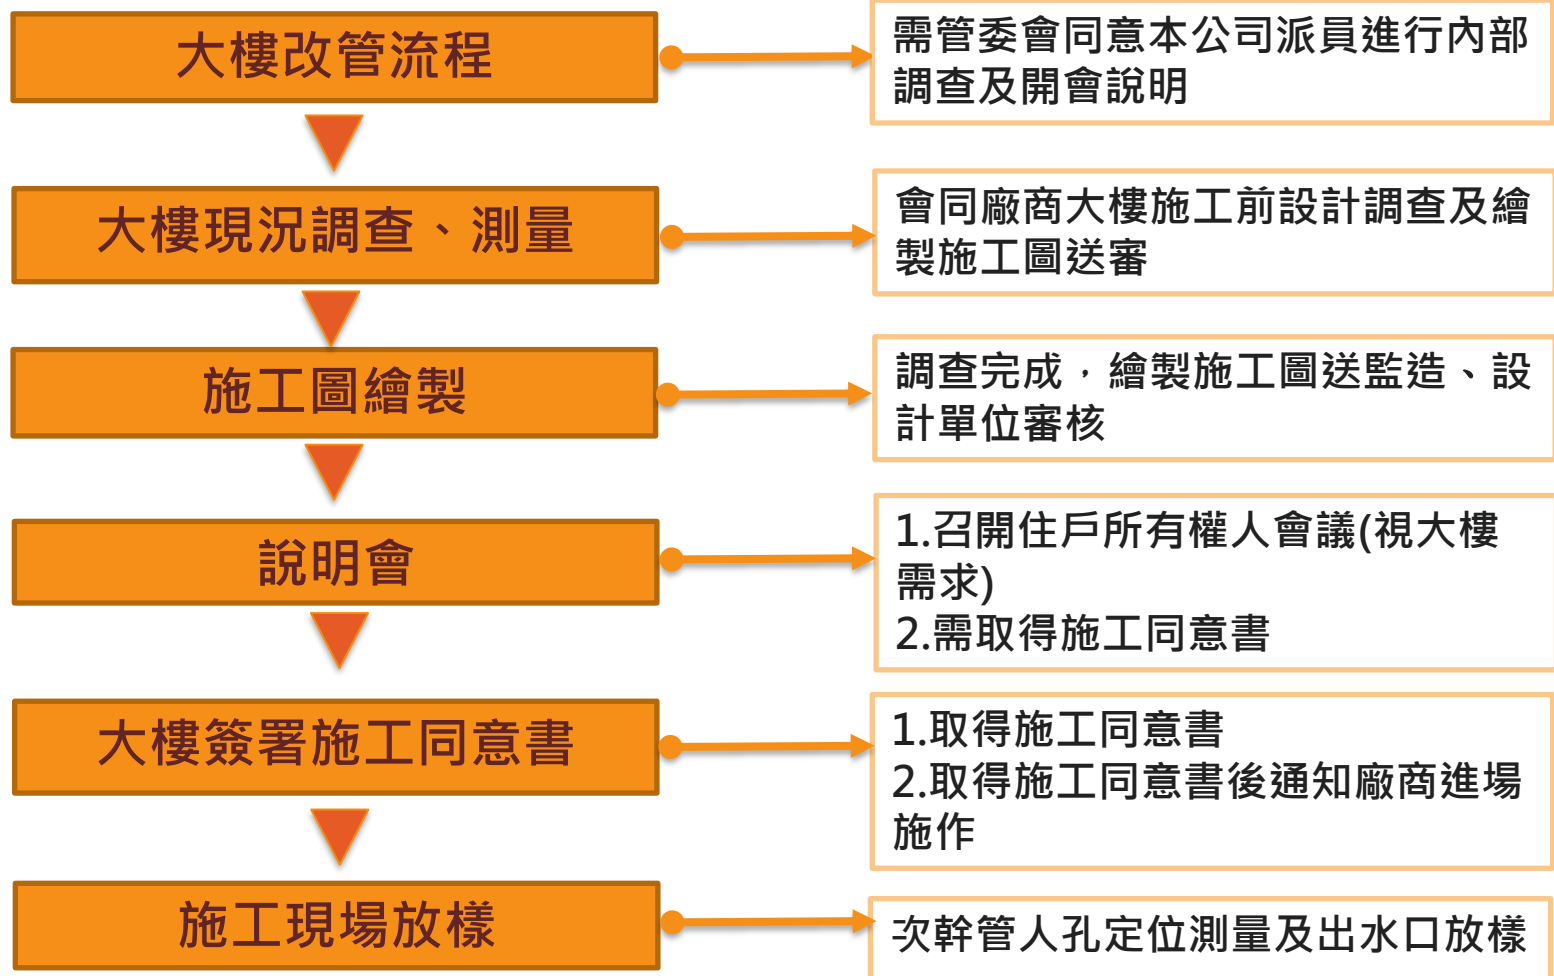 大樓改管流程
需管委會同意本公司派員進行內部
調查及開會說明
大樓現況調查、測量
會同廠商大樓施工前設計調查及繪
製施工圖送審
施工圖繪製
調查完成，繪製施工圖送監造、設
計單位審核
說明會
1.召開住戶所有權人會議(視大樓
需求)
2.需取得施工同意書
大樓簽署施工同意書
1.取得施工同意書
2.取得施工同意書後通知廠商進場
施作
施工現場放樣
次幹管人孔定位測量及出水口放樣